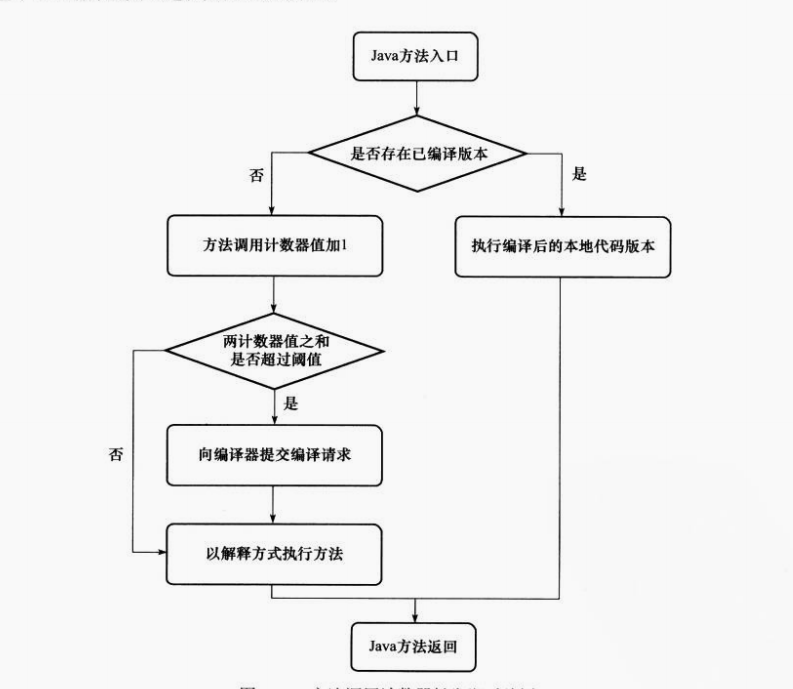 Java方法入口
是否存在已编译版本
否
是
方法调用计数器值加1
执行编译后的本地代码版本
两计数器值之和
是否超过阈值
是
否
向编译器提交编译请求
以解释方式执行方法
Java方法返回